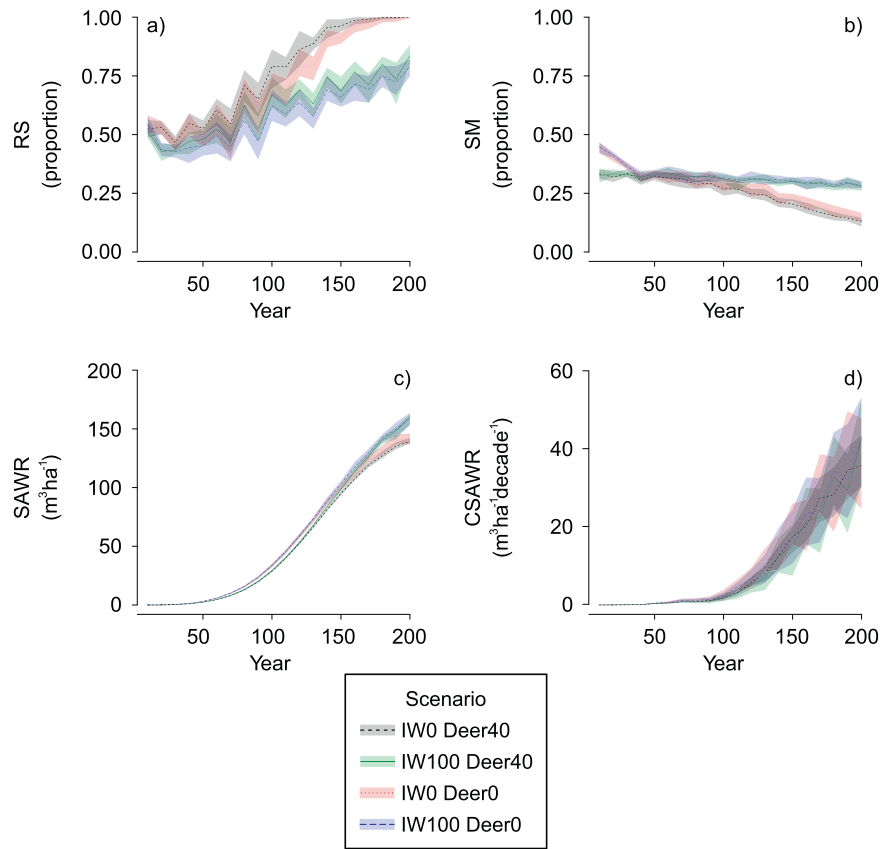 a)
1.00
0.75
0.50
0.25
0.00
RS
(proportion)
50 100 150 200
Year
b)
1.00
0.75
0.50
0.25
0.00
SM
(proportion)
50 100 150 200
Year
c)
200
150
100
50
0
SAWR
(m³ha⁻¹)
50 100 150 200
Year
d)
60
40
20
0
CSAWR
(m³ha⁻¹decade⁻¹)
50 100 150 200
Year
Scenario
IW0 Deer40
IW100 Deer40
IW0 Deer0
IW100 Deer0